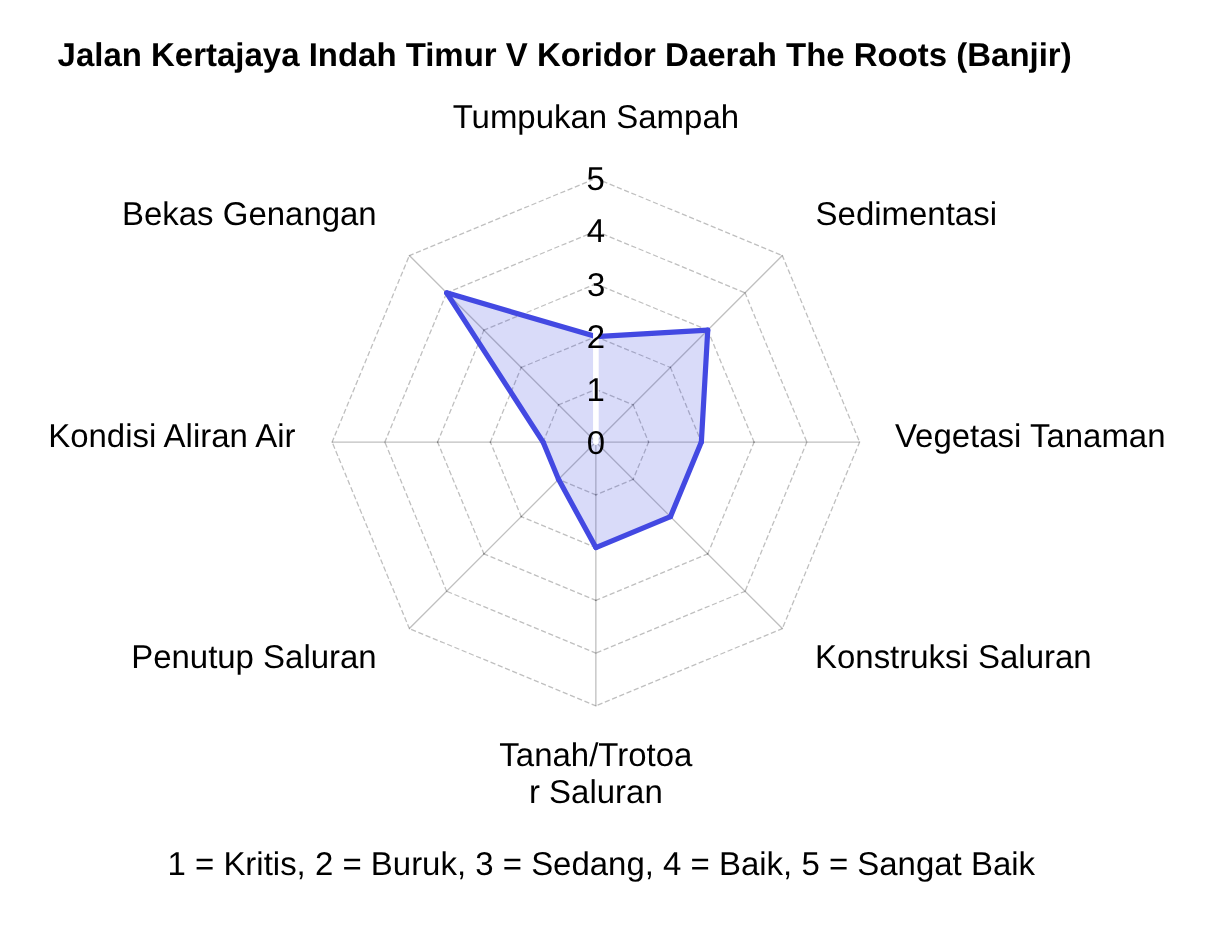 Jalan Kertajaya Indah Timur V Koridor Daerah The Roots (Banjir)
Tumpukan Sampah
5
Bekas Genangan
Sedimentasi
4
3
2
1
Kondisi Aliran Air
0
Vegetasi Tanaman
Penutup Saluran
Konstruksi Saluran
Tanah/Trotoa
r Saluran
1 = Kritis, 2 = Buruk, 3 = Sedang, 4 = Baik, 5 = Sangat Baik